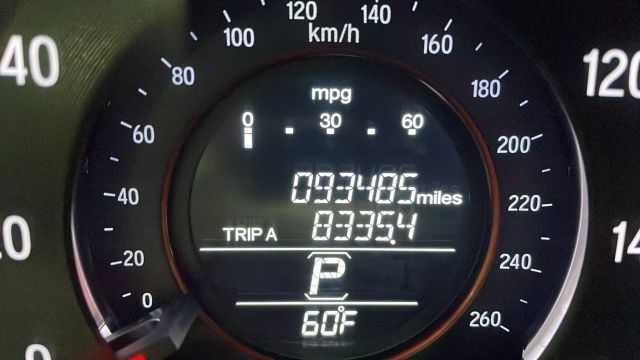 120 140
100 km/h 160
40 80 mpg 180 120
0 30 60
60 200
093485 miles
40 220
TRIP A 8335.4
20 P 240
0 60°F 260